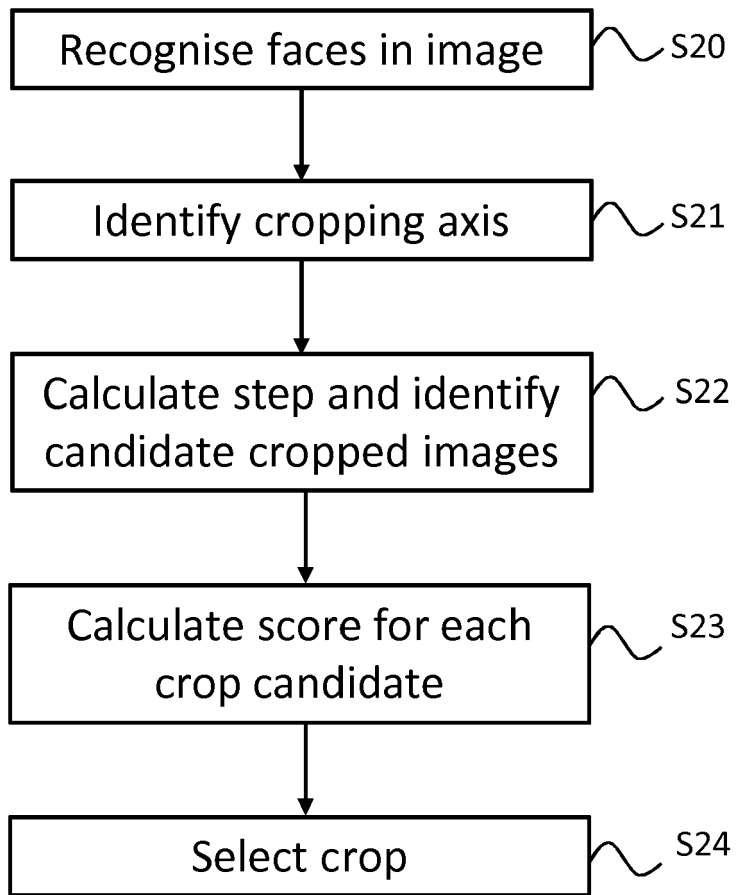 Recognise faces in image
S20
Identify cropping axis
S21
Calculate step and identify
candidate cropped images
S22
Calculate score for each
crop candidate
S23
Select crop
S24